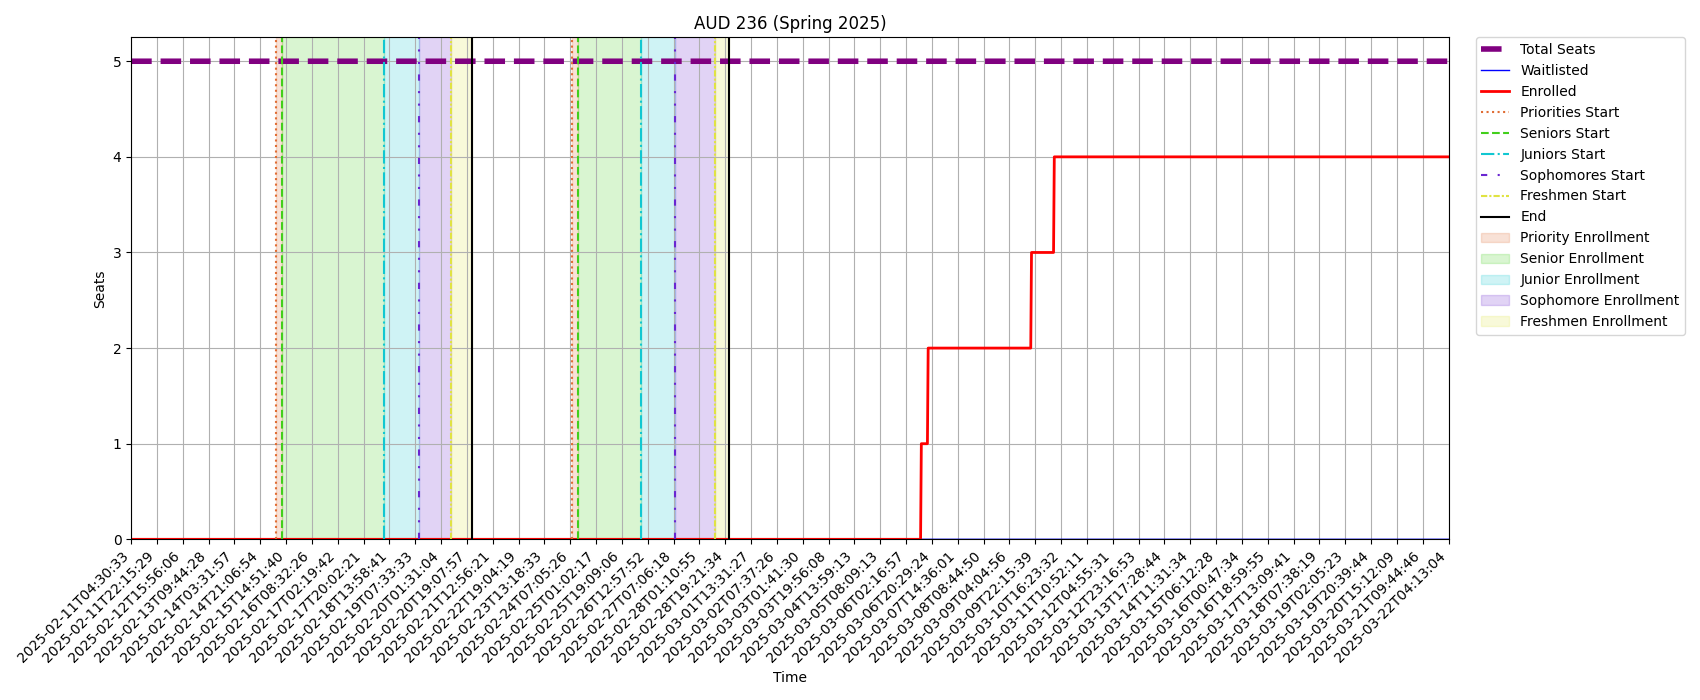 AUD 236 (Spring 2025)
Seats
5
4
3
2
1
0
2025-02-11T04:30:33
2025-02-11T22:15:29
2025-02-12T15:56:06
2025-02-13T09:44:28
2025-02-14T03:31:57
2025-02-14T21:06:54
2025-02-15T14:51:40
2025-02-16T08:32:26
2025-02-17T02:19:42
2025-02-17T20:02:21
2025-02-18T13:58:41
2025-02-19T07:33:33
2025-02-20T01:31:04
2025-02-20T19:07:57
2025-02-21T12:56:21
2025-02-22T19:04:19
2025-02-23T13:18:33
2025-02-24T07:05:26
2025-02-25T01:02:17
2025-02-25T19:09:06
2025-02-26T12:57:52
2025-02-27T07:06:18
2025-02-28T01:10:55
2025-02-28T19:21:34
2025-03-01T13:31:27
2025-03-02T07:37:26
2025-03-03T01:41:30
2025-03-03T19:56:08
2025-03-04T13:59:13
2025-03-05T08:09:13
2025-03-06T02:16:57
2025-03-06T20:29:24
2025-03-07T14:36:01
2025-03-08T08:44:50
2025-03-09T04:04:56
2025-03-09T22:15:39
2025-03-10T16:23:32
2025-03-11T10:52:11
2025-03-12T04:55:31
2025-03-12T23:16:53
2025-03-13T17:28:44
2025-03-14T11:31:34
2025-03-15T06:12:28
2025-03-16T00:47:34
2025-03-16T18:59:55
2025-03-17T13:09:41
2025-03-18T07:38:19
2025-03-19T02:05:23
2025-03-19T20:39:44
2025-03-20T15:12:09
2025-03-21T09:44:46
2025-03-22T04:13:04
Time
Total Seats
Waitlisted
Enrolled
Priorities Start
Seniors Start
Juniors Start
Sophomores Start
Freshmen Start
End
Priority Enrollment
Senior Enrollment
Junior Enrollment
Sophomore Enrollment
Freshmen Enrollment